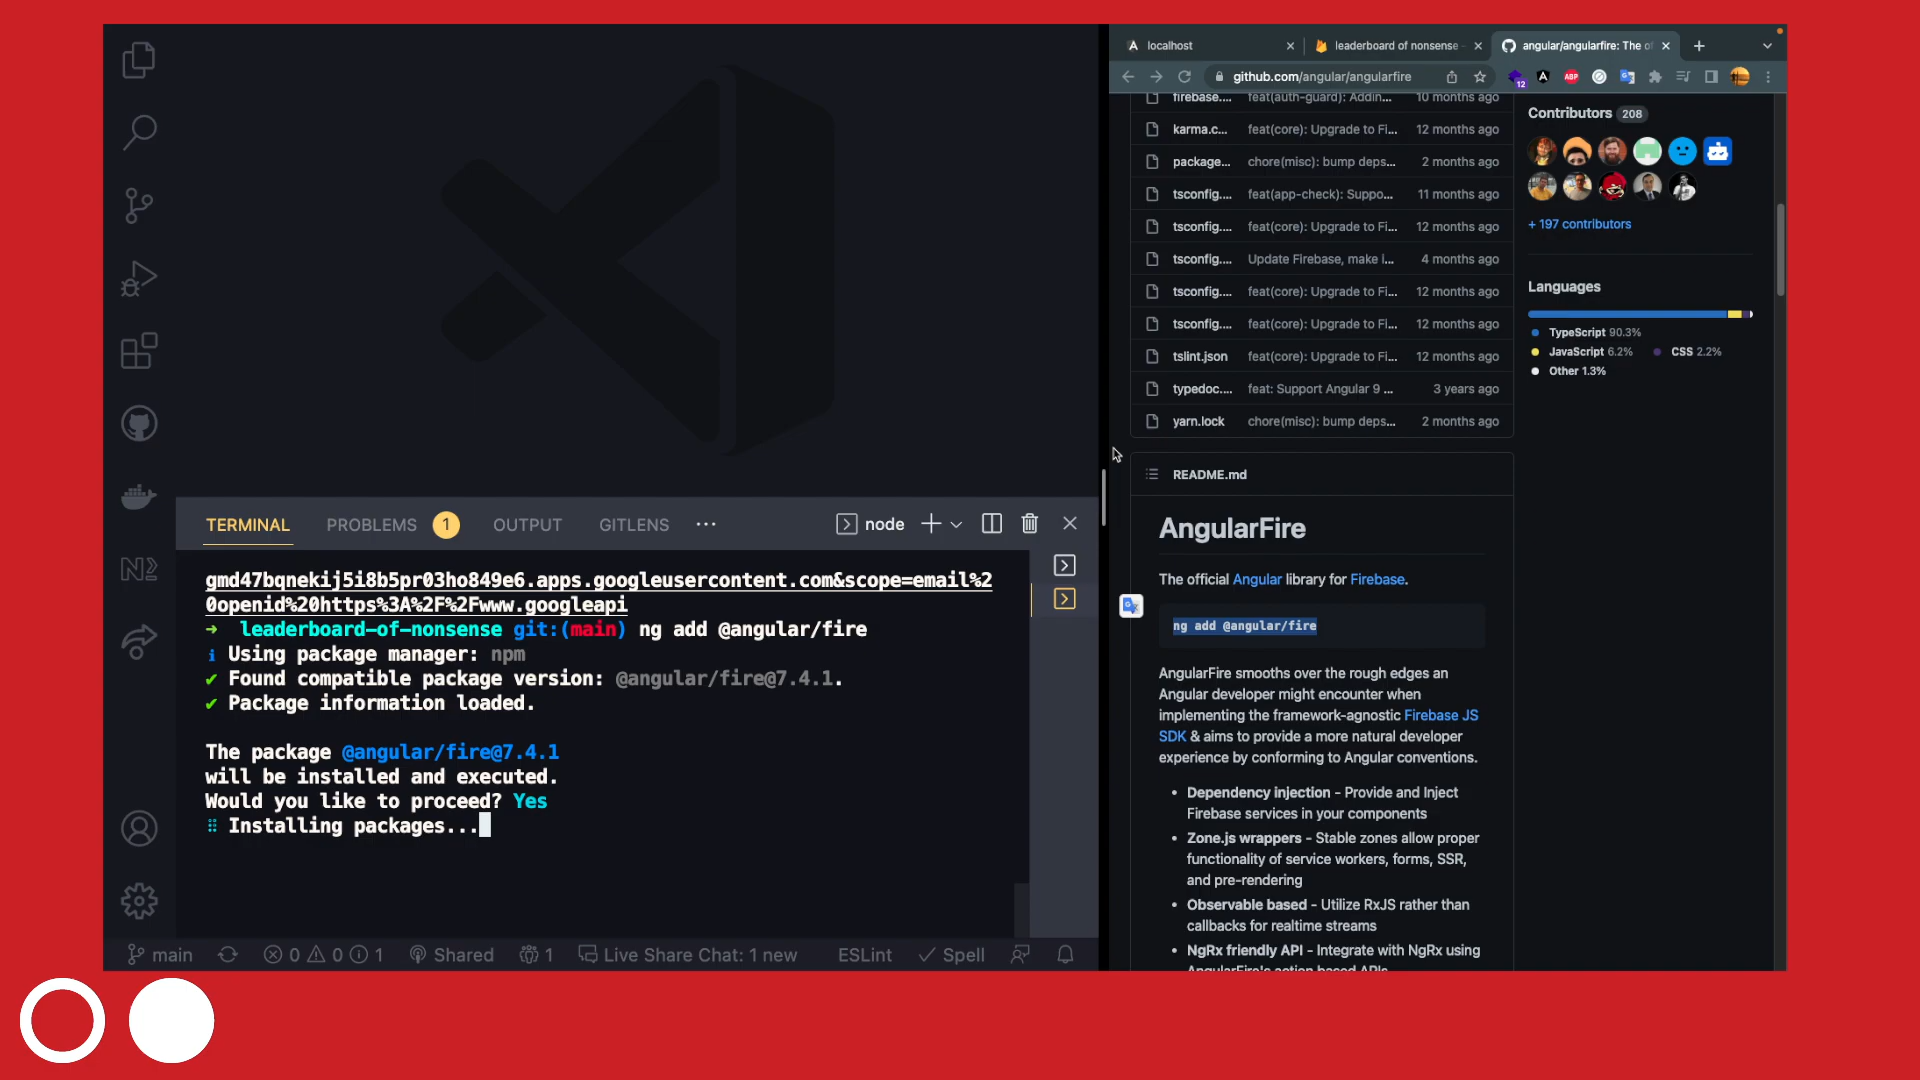 TERMINAL
PROBLEMS 1
OUTPUT
GITLENS
node
gmd47bqnekij5i8b5pr03ho849e6.apps.googleusercontent.com&scope=email%2
0openid%20https%3A%2F%2Fwww.googleapi
➜ leaderboard-of-nonsense git:(main) ng add @angular/fire
ℹ Using package manager: npm
✔ Found compatible package version: @angular/fire@7.4.1.
✔ Package information loaded.
The package @angular/fire@7.4.1
will be installed and executed.
Would you like to proceed? Yes
Installing packages...
main
0 0 1
Shared
1
Live Share Chat: 1 new
ESLint
Spell
localhost
leaderboard of nonsense
angular/angularfire: The o
github.com/angular/angularfire
12
ABP
firebase.... feat(auth-guard): Addin... 10 months ago
karma.c... feat(core): Upgrade to Fi... 12 months ago
package... chore(misc): bump deps... 2 months ago
tsconfig.... feat(app-check): Suppo... 11 months ago
tsconfig.... feat(core): Upgrade to Fi... 12 months ago
tsconfig.... Update Firebase, make i... 4 months ago
tsconfig.... feat(core): Upgrade to Fi... 12 months ago
tsconfig.... feat(core): Upgrade to Fi... 12 months ago
tslint.json feat(core): Upgrade to Fi... 12 months ago
typedoc.... feat: Support Angular 9 ... 3 years ago
yarn.lock chore(misc): bump deps... 2 months ago
README.md
AngularFire
The official Angular library for Firebase.
ng add @angular/fire
AngularFire smooths over the rough edges an
Angular developer might encounter when
implementing the framework-agnostic Firebase JS
SDK & aims to provide a more natural developer
experience by conforming to Angular conventions.
• Dependency injection - Provide and Inject
Firebase services in your components
• Zone.js wrappers - Stable zones allow proper
functionality of service workers, forms, SSR,
and pre-rendering
• Observable based - Utilize RxJS rather than
callbacks for realtime streams
• NgRx friendly API - Integrate with NgRx using
AngularFire's action based APIs
Contributors 208
+ 197 contributors
Languages
TypeScript 90.3%
JavaScript 6.2%
CSS 2.2%
Other 1.3%